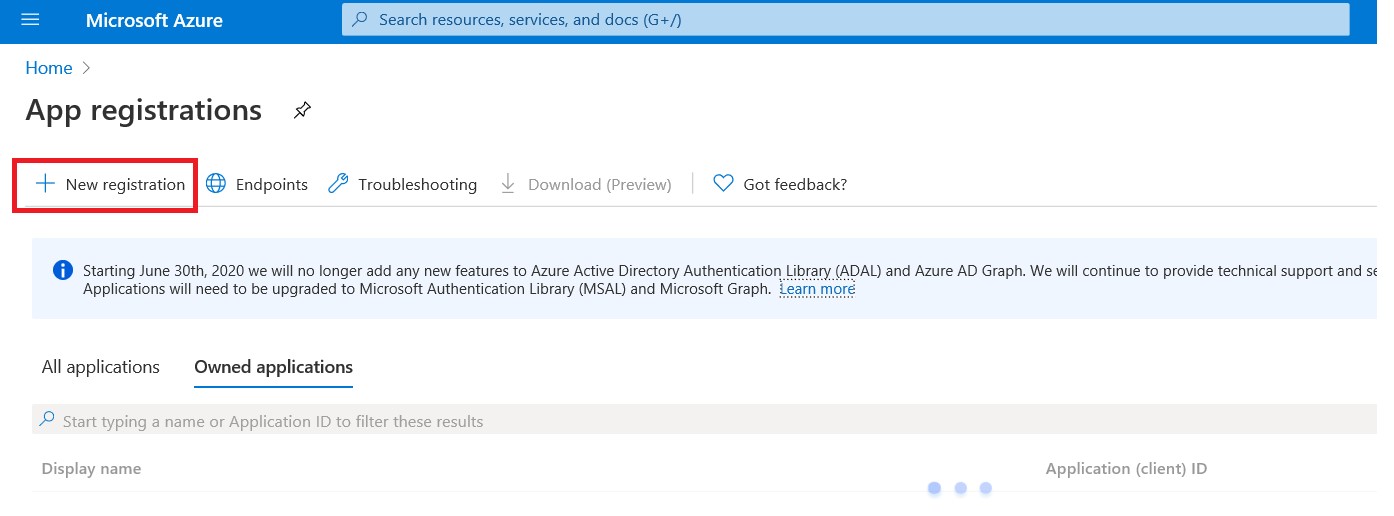 Microsoft Azure
Search resources, services, and docs (G+/)
Home
App registrations
New registration
Endpoints
Troubleshooting
Download (Preview)
Got feedback?
Starting June 30th, 2020 we will no longer add any new features to Azure Active Directory Authentication Library (ADAL) and Azure AD Graph. We will continue to provide technical support and se
Applications will need to be upgraded to Microsoft Authentication Library (MSAL) and Microsoft Graph. Learn more
All applications
Owned applications
Start typing a name or Application ID to filter these results
Display name
Application (client) ID